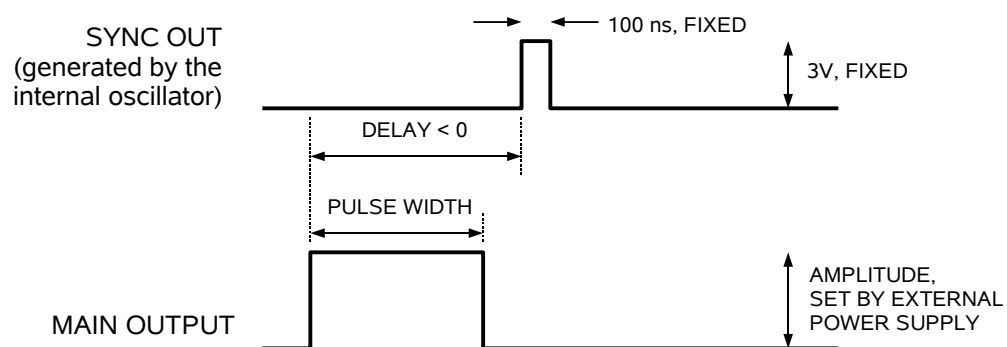 SYNC OUT
(generated by the
internal oscillator)
100 ns, FIXED
3V, FIXED
DELAY < 0
PULSE WIDTH
MAIN OUTPUT
AMPLITUDE,
SET BY EXTERNAL
POWER SUPPLY